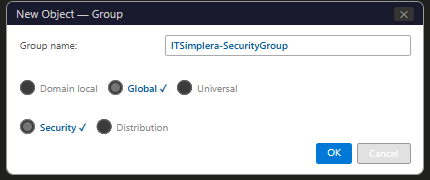 New Object — Group
Group name: ITSimplera-SecurityGroup
Domain local Global ✓ Universal
Security ✓ Distribution
OK Cancel